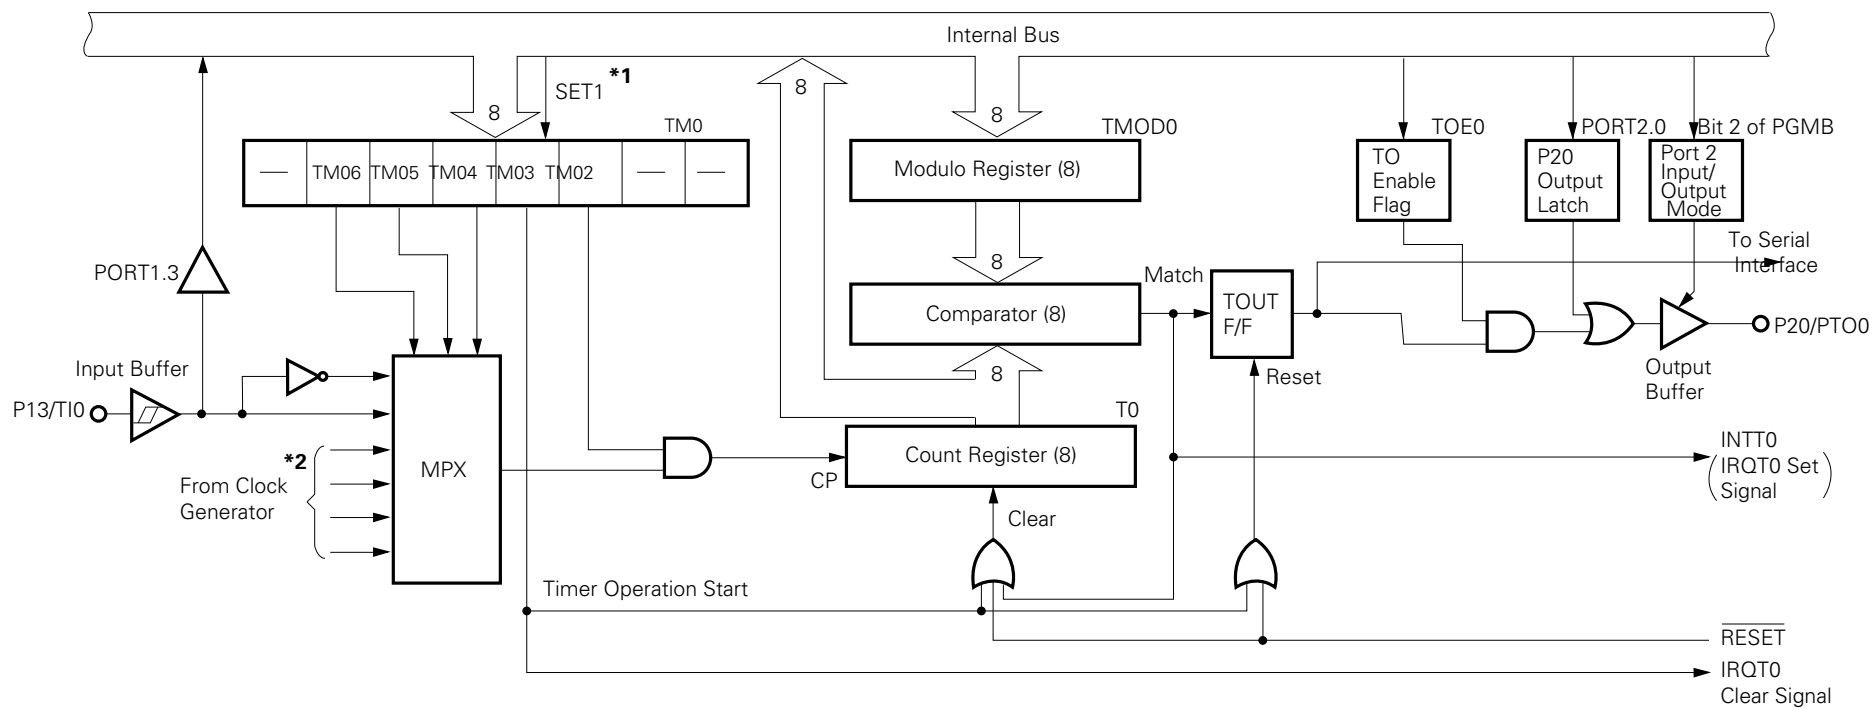 Internal Bus
SET1 *1
8
8
8
TM0
TMOD0
TOE0
PORT2.0
Bit 2 of PGMB
— TM06 TM05 TM04 TM03 TM02 — —
Modulo Register (8)
TO
Enable
Flag
P20
Output
Latch
Port 2
Input/
Output
Mode
PORT1.3
8
To Serial
Interface
Match
Comparator (8)
TOUT
F/F
P20/PTO0
Output
Buffer
Input Buffer
8
Reset
P13/TI0
T0
*2
From Clock
Generator
MPX
CP
Count Register (8)
INTT0
IRQT0 Set
Signal
Clear
Timer Operation Start
RESET
IRQT0
Clear Signal